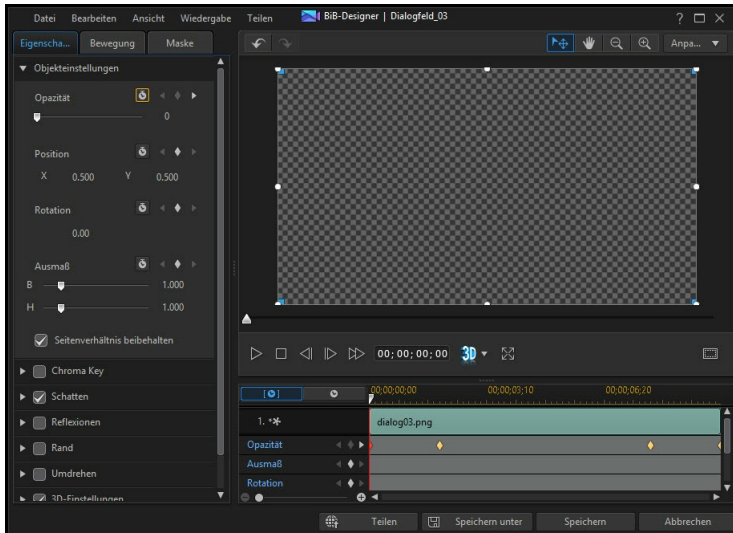 Datei Bearbeiten Ansicht Wiedergabe Teilen BiB-Designer | Dialogfeld_03 ?
Eigenscha... Bewegung Maske Anpa...
Objekteinstellungen
Opazität
0
Position
X 0.500 Y 0.500
Rotation
0.00
Ausmaß
B 1.000
H 1.000
Seitenverhältnis beibehalten
Chroma Key
Schatten
Reflexionen
Rand
Umdrehen
3D-Einstellungen
00;00;00;00 3D
00;00;00;00 00;00;03;10 00;00;06;20
1. dialog03.png
Opazität
Ausmaß
Rotation
Teilen Speichern unter Speichern Abbrechen